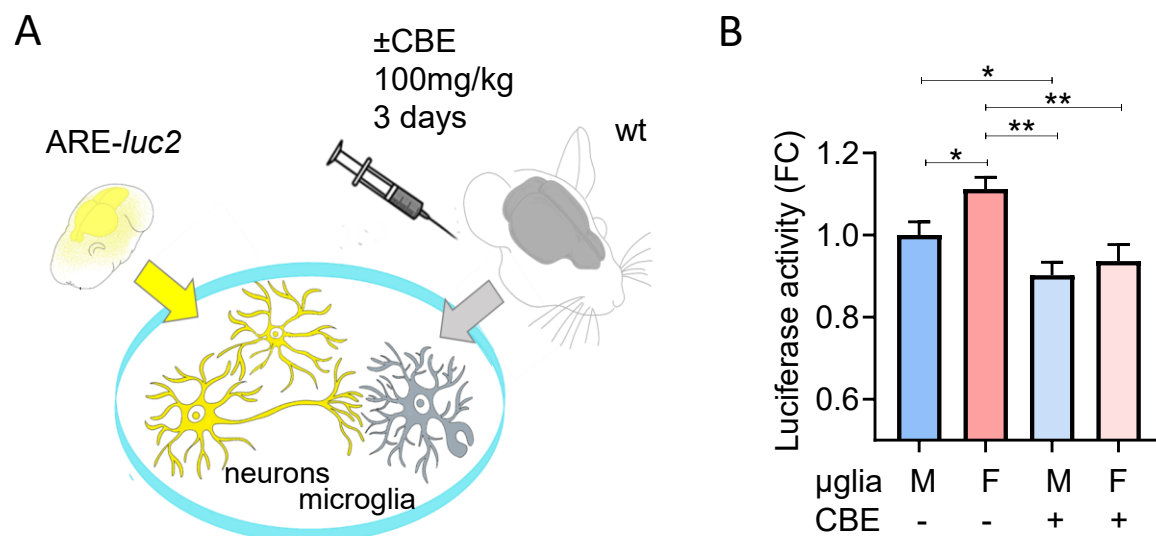 A
±CBE
100mg/kg
3 days
ARE-luc2
wt
neurons
microglia
B
Luciferase activity (FC)
1.2
1.0
0.8
0.6
*
**
**
*
µglia M F M F
CBE - - + +